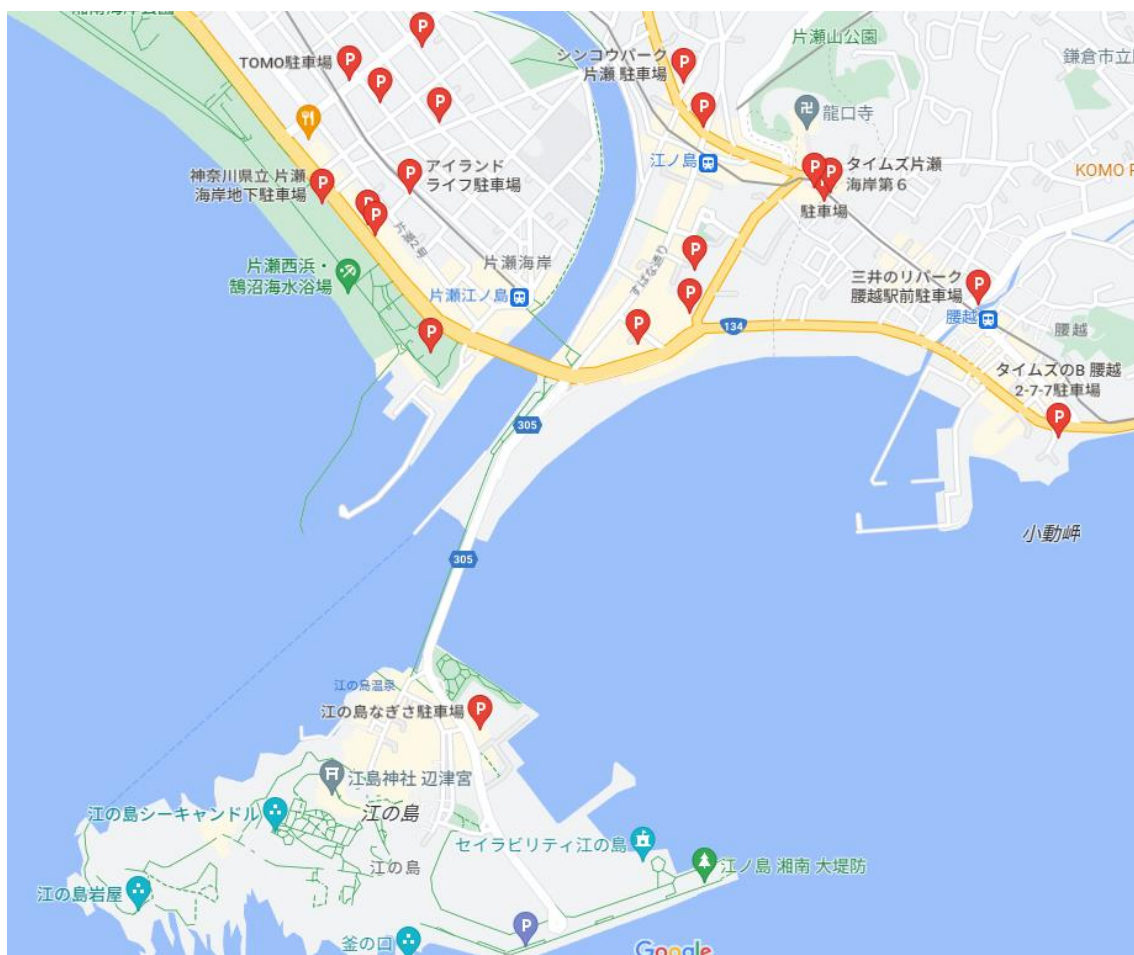 片瀬山公園
シンコウパーク
片瀬 駐車場
鎌倉市立
TOMO駐車場
龍口寺
江ノ島
アイランド
ライフ駐車場
タイムズ片瀬
海岸第6
KOMO
神奈川県立 片瀬
海岸地下駐車場
駐車場
片瀬2号
すばな通り
片瀬海岸
片瀬西浜・
鵠沼海水浴場
片瀬江ノ島
三井のリパーク
腰越駅前駐車場
腰越
腰越
134
タイムズのB 腰越
2-7-7駐車場
305
小動岬
305
江の島温泉
江の島なぎさ駐車場
江島神社 辺津宮
江の島シーキャンドル
江の島
セイラビリティ江の島
江の島
江ノ島 湘南 大堤防
江の島岩屋
釜の口
Google